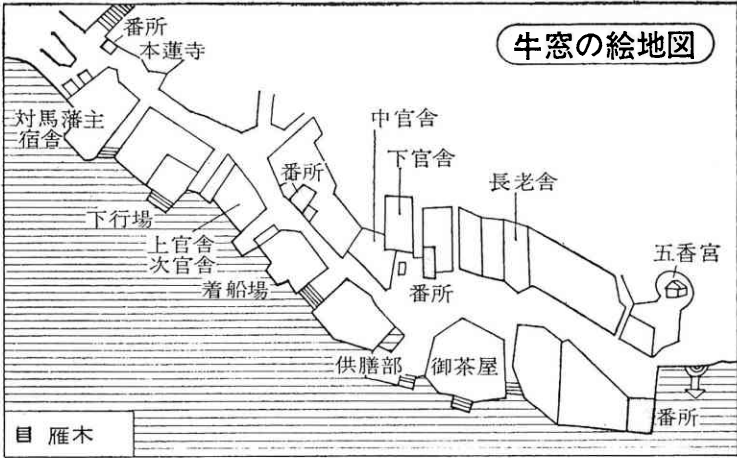 牛窓の絵地図
番所
本蓮寺
対馬藩主
宿舎
中官舎
下官舎
番所
長老舎
下行場
上官舎
次官舎
五香宮
着船場
番所
供膳部
御茶屋
番所
雁木